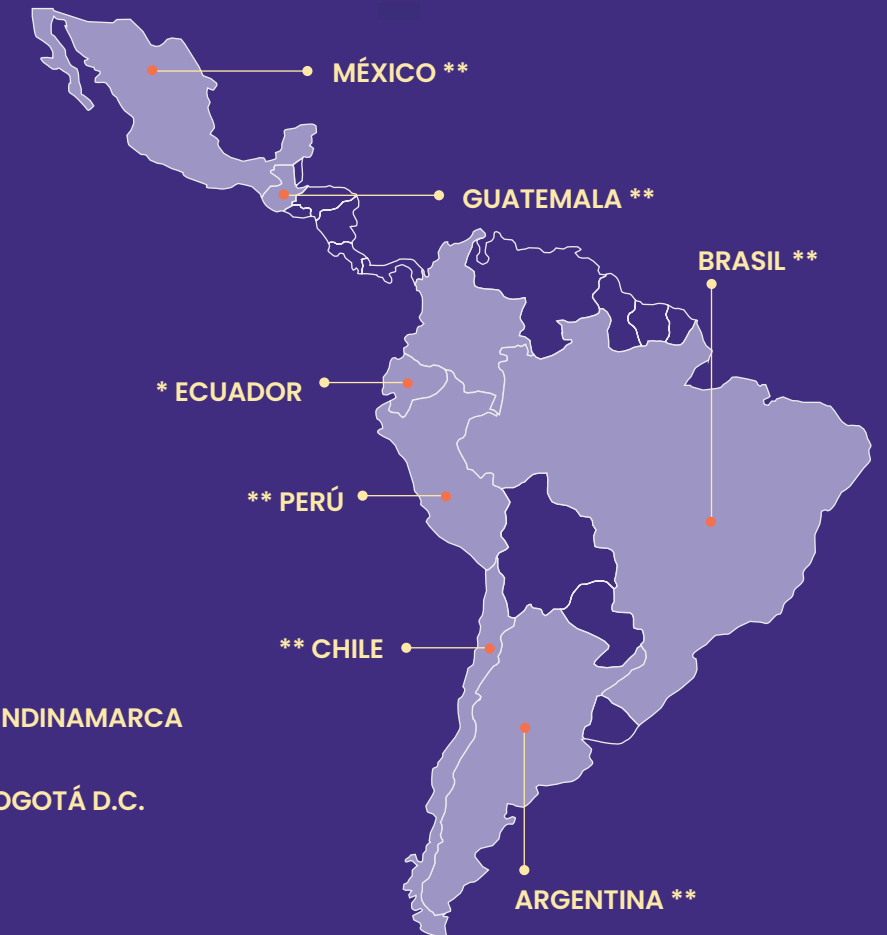 MÉXICO **
GUATEMALA **
BRASIL **
* ECUADOR
** PERÚ
** CHILE
NDINAMARCA
OGOTÁ D.C.
ARGENTINA **